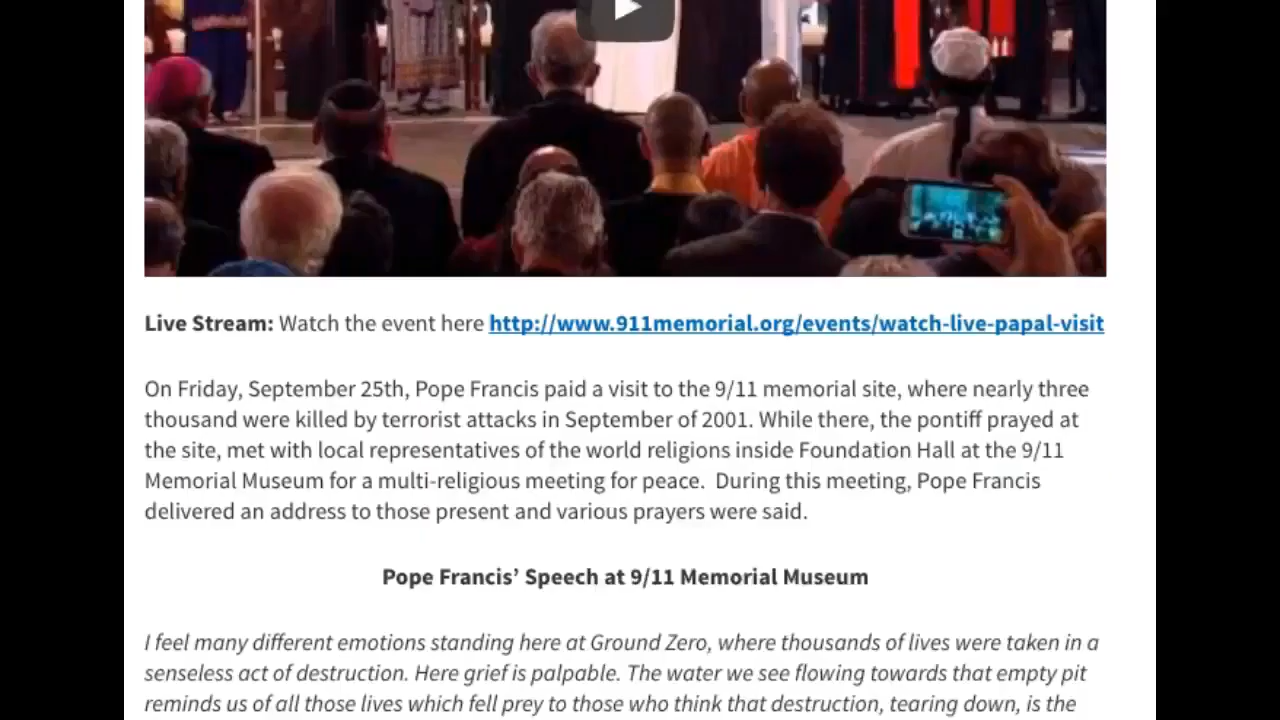 Live Stream: Watch the event here http://www.911memorial.org/events/watch-live-papal-visit
On Friday, September 25th, Pope Francis paid a visit to the 9/11 memorial site, where nearly three
thousand were killed by terrorist attacks in September of 2001. While there, the pontiff prayed at
the site, met with local representatives of the world religions inside Foundation Hall at the 9/11
Memorial Museum for a multi-religious meeting for peace.  During this meeting, Pope Francis
delivered an address to those present and various prayers were said.
Pope Francis’ Speech at 9/11 Memorial Museum
I feel many different emotions standing here at Ground Zero, where thousands of lives were taken in a
senseless act of destruction. Here grief is palpable. The water we see flowing towards that empty pit
reminds us of all those lives which fell prey to those who think that destruction, tearing down, is the